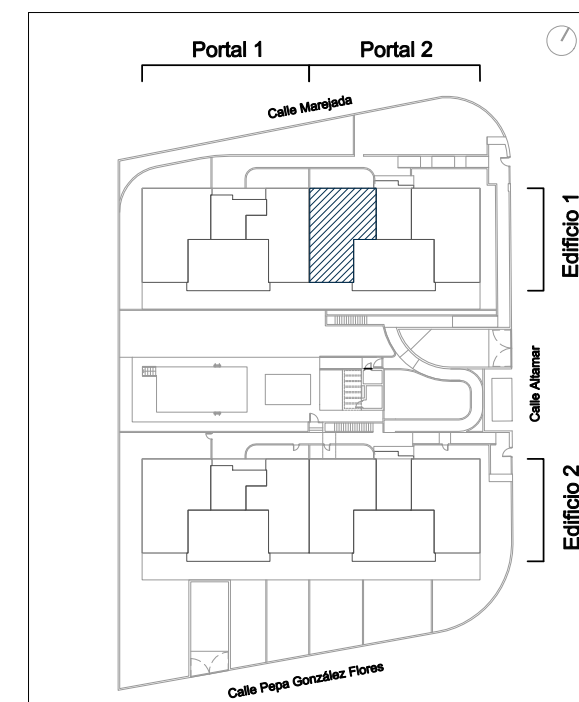 Portal 1
Portal 2
Calle Marejada
Edificio 1
Calle Altamar
Edificio 2
Calle Pepa González Flores